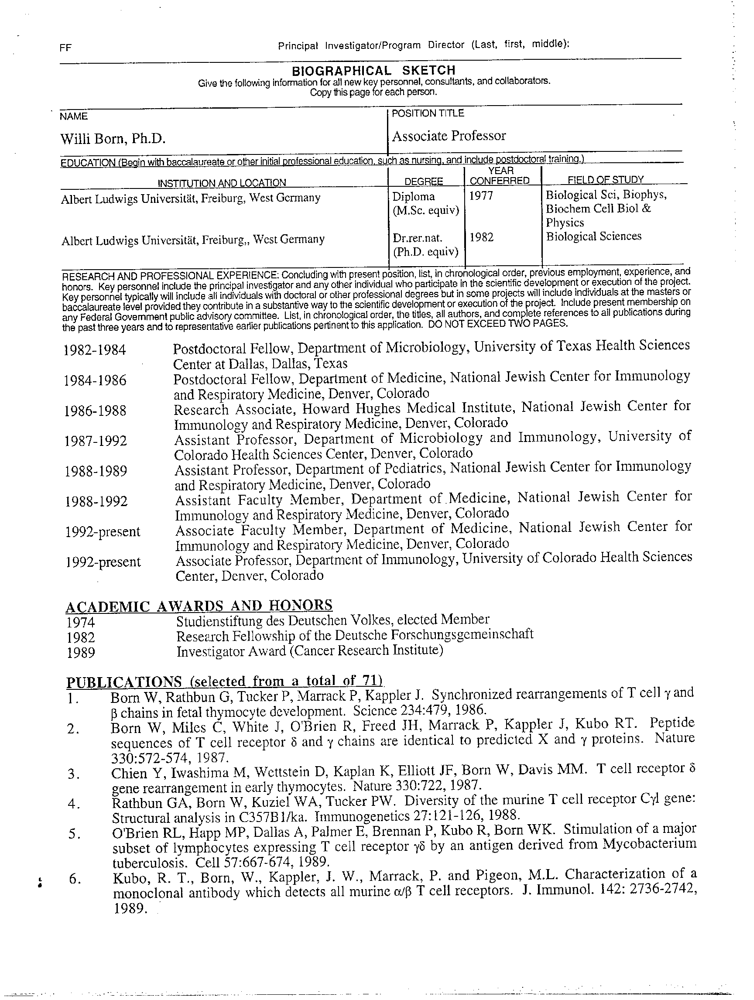 FF Principal Investigator/Program Director (Last, first, middle):
BIOGRAPHICAL SKETCH
Give the following information for all new key personnel, consultants, and collaborators.
Copy this page for each person.
NAME POSITION TITLE
Willi Born, Ph.D. Associate Professor
EDUCATION (Begin with baccalaureate or other initial professional education, such as nursing, and include postdoctoral training.)
INSTITUTION AND LOCATION DEGREE YEAR CONFERRED FIELD OF STUDY
Albert Ludwigs Universität, Freiburg, West Germany Diploma 1977 Biological Sci, Biophys,
(M.Sc. equiv) Biochem Cell Biol &
Physics
Albert Ludwigs Universität, Freiburg,, West Germany Dr.rer.nat. 1982 Biological Sciences
(Ph.D. equiv)
RESEARCH AND PROFESSIONAL EXPERIENCE: Concluding with present position, list, in chronological order, previous employment, experience, and
honors. Key personnel include the principal investigator and any other individual who participate in the scientific development or execution of the project.
Key personnel typically will include all individuals with doctoral or other professional degrees but in some projects will include individuals at the masters or
baccalaureate level provided they contribute in a substantive way to the scientific development or execution of the project. Include present membership on
any Federal Government public advisory committee. List, in chronological order, the titles, all authors, and complete references to all publications during
the past three years and to representative earlier publications pertinent to this application. DO NOT EXCEED TWO PAGES.
1982-1984 Postdoctoral Fellow, Department of Microbiology, University of Texas Health Sciences
Center at Dallas, Dallas, Texas
1984-1986 Postdoctoral Fellow, Department of Medicine, National Jewish Center for Immunology
and Respiratory Medicine, Denver, Colorado
1986-1988 Research Associate, Howard Hughes Medical Institute, National Jewish Center for
Immunology and Respiratory Medicine, Denver, Colorado
1987-1992 Assistant Professor, Department of Microbiology and Immunology, University of
Colorado Health Sciences Center, Denver, Colorado
1988-1989 Assistant Professor, Department of Pediatrics, National Jewish Center for Immunology
and Respiratory Medicine, Denver, Colorado
1988-1992 Assistant Faculty Member, Department of Medicine, National Jewish Center for
Immunology and Respiratory Medicine, Denver, Colorado
1992-present Associate Faculty Member, Department of Medicine, National Jewish Center for
Immunology and Respiratory Medicine, Denver, Colorado
1992-present Associate Professor, Department of Immunology, University of Colorado Health Sciences
Center, Denver, Colorado
ACADEMIC AWARDS AND HONORS
1974 Studienstiftung des Deutschen Volkes, elected Member
1982 Research Fellowship of the Deutsche Forschungsgemeinschaft
1989 Investigator Award (Cancer Research Institute)
PUBLICATIONS (selected from a total of 71)
1. Born W, Rathbun G, Tucker P, Marrack P, Kappler J. Synchronized rearrangements of T cell γ and
β chains in fetal thymocyte development. Science 234:479, 1986.
2. Born W, Miles C, White J, O'Brien R, Freed JH, Marrack P, Kappler J, Kubo RT. Peptide
sequences of T cell receptor δ and γ chains are identical to predicted X and γ proteins. Nature
330:572-574, 1987.
3. Chien Y, Iwashima M, Wettstein D, Kaplan K, Elliott JF, Born W, Davis MM. T cell receptor δ
gene rearrangement in early thymocytes. Nature 330:722, 1987.
4. Rathbun GA, Born W, Kuziel WA, Tucker PW. Diversity of the murine T cell receptor Cγl gene:
Structural analysis in C357B1/ka. Immunogenetics 27:121-126, 1988.
5. O'Brien RL, Happ MP, Dallas A, Palmer E, Brennan P, Kubo R, Born WK. Stimulation of a major
subset of lymphocytes expressing T cell receptor γδ by an antigen derived from Mycobacterium
tuberculosis. Cell 57:667-674, 1989.
6. Kubo, R. T., Born, W., Kappler, J. W., Marrack, P. and Pigeon, M.L. Characterization of a
monoclonal antibody which detects all murine α/β T cell receptors. J. Immunol. 142: 2736-2742,
1989.